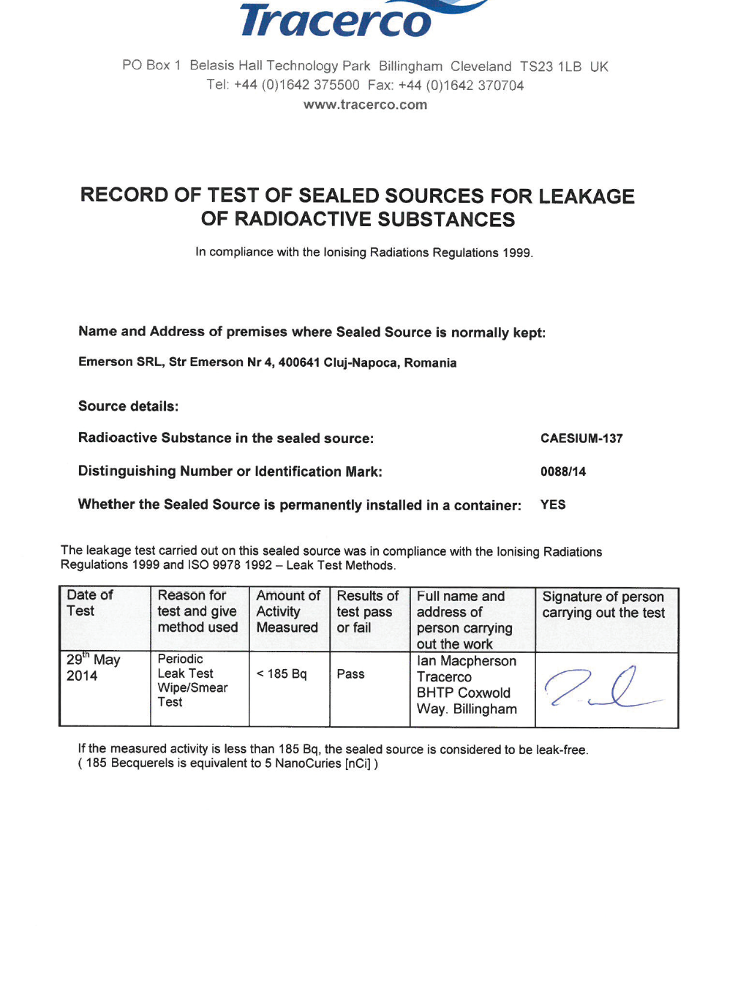 Tracerco
PO Box 1 Belasis Hall Technology Park Billingham Cleveland TS23 1LB UK
Tel: +44 (0)1642 375500 Fax: +44 (0)1642 370704
www.tracerco.com
RECORD OF TEST OF SEALED SOURCES FOR LEAKAGE
OF RADIOACTIVE SUBSTANCES
In compliance with the Ionising Radiations Regulations 1999.
Name and Address of premises where Sealed Source is normally kept:
Emerson SRL, Str Emerson Nr 4, 400641 Cluj-Napoca, Romania
Source details:
Radioactive Substance in the sealed source: CAESIUM-137
Distinguishing Number or Identification Mark: 0088/14
Whether the Sealed Source is permanently installed in a container: YES
The leakage test carried out on this sealed source was in compliance with the Ionising Radiations
Regulations 1999 and ISO 9978 1992 – Leak Test Methods.
Date of
Test
Reason for
test and give
method used
Amount of
Activity
Measured
Results of
test pass
or fail
Full name and
address of
person carrying
out the work
Signature of person
carrying out the test
29th May
2014
Periodic
Leak Test
Wipe/Smear
Test
< 185 Bq
Pass
Ian Macpherson
Tracerco
BHTP Coxwold
Way. Billingham
If the measured activity is less than 185 Bq, the sealed source is considered to be leak-free.
( 185 Becquerels is equivalent to 5 NanoCuries [nCi] )